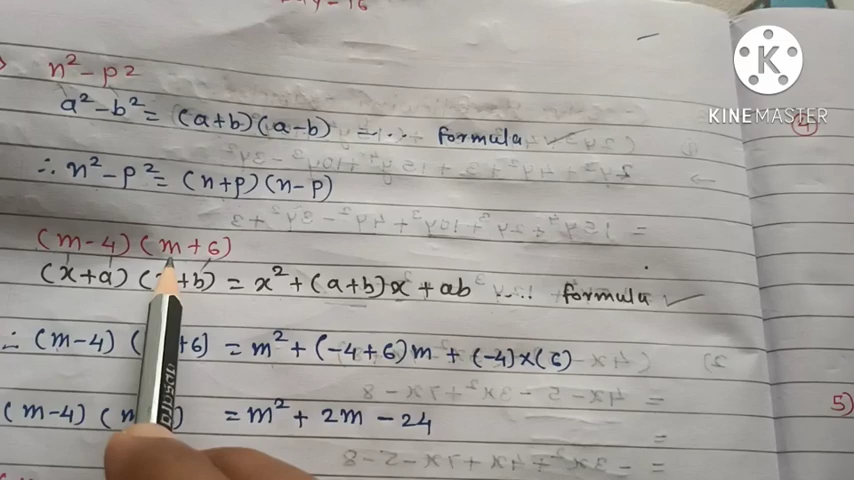 n² - p²
a² - b² = (a+b)(a-b) = .... formula
∴ n² - p² = (n+p)(n-p)
(m-4)(m+6)
(x+a)( +b) = x² + (a+b)x + ab .... formula
∴ (m-4)( +6) = m² + (-4+6)m + (-4)×(6)
(m-4)(m ) = m² + 2m - 24
KINEMASTER
4
5)